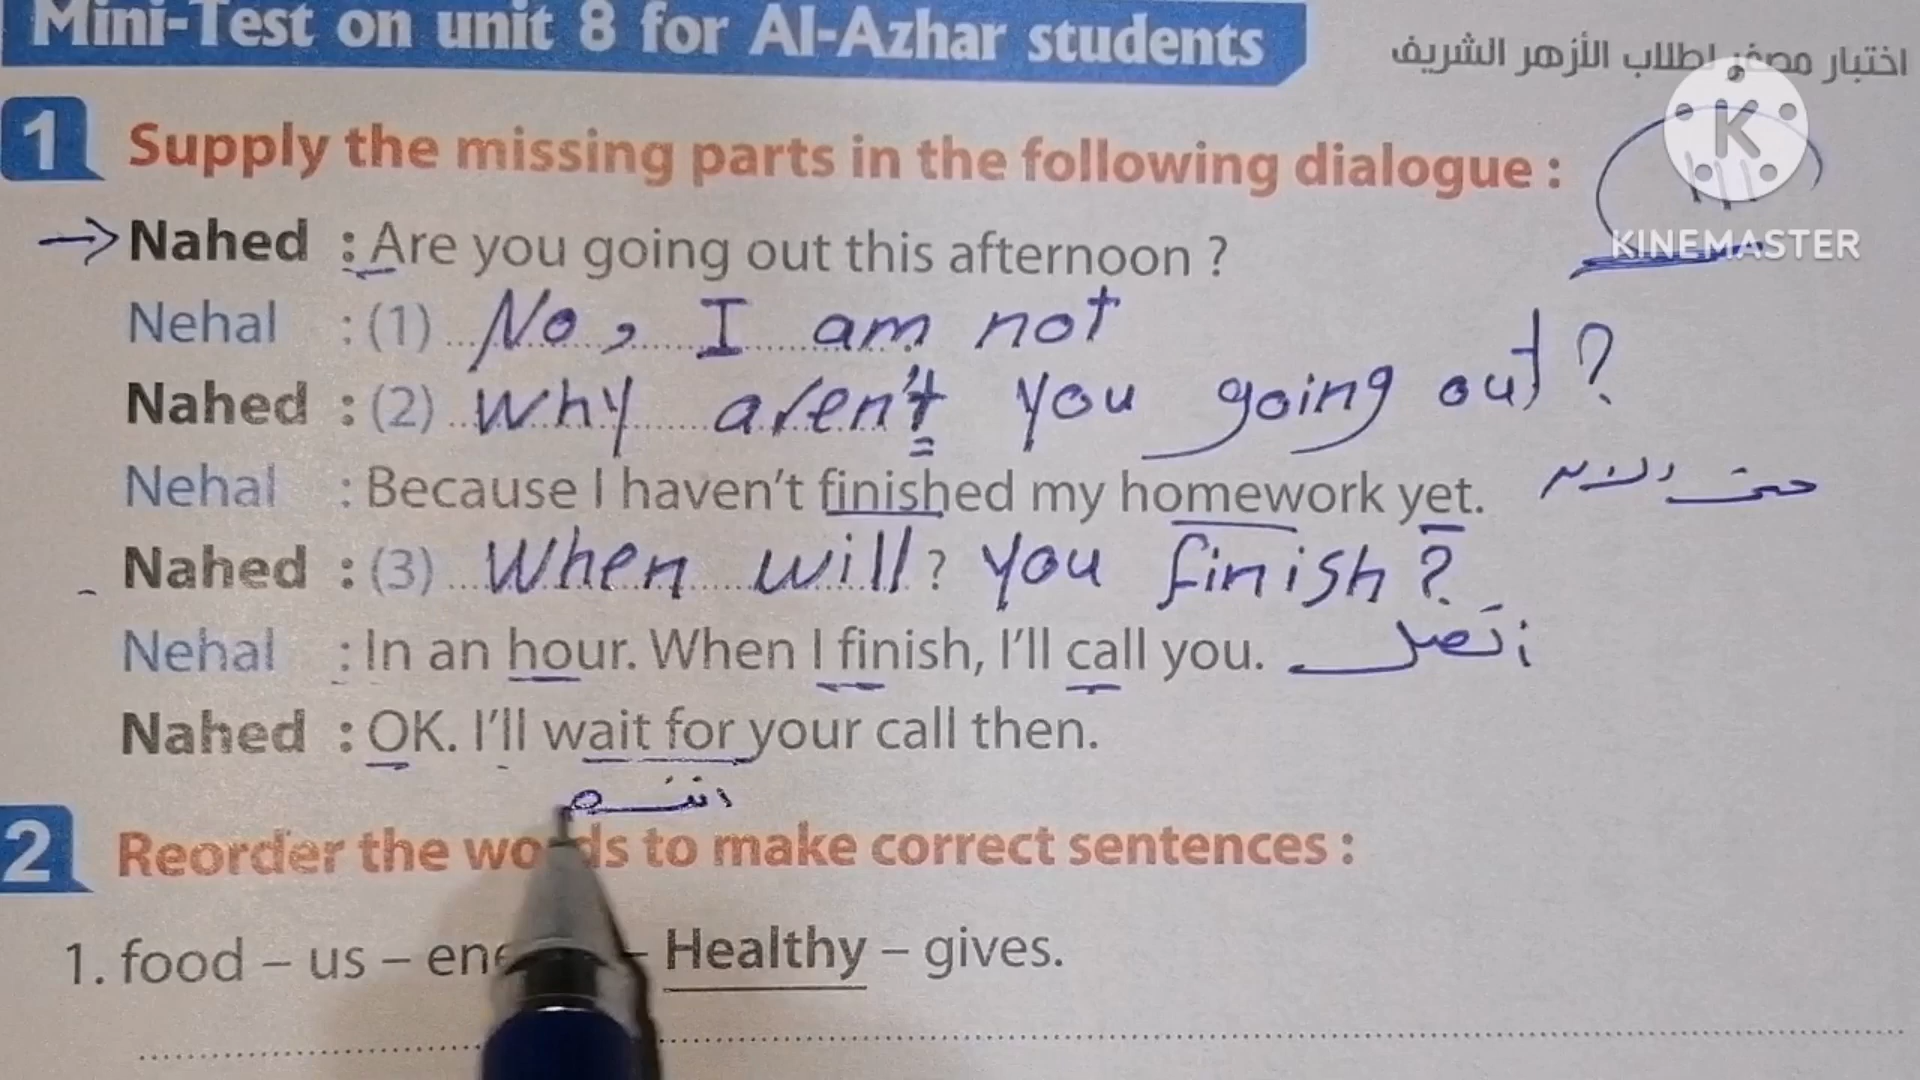 Mini-Test on unit 8 for Al-Azhar students
اختبار مصغر لطلاب الأزهر الشريف
1 Supply the missing parts in the following dialogue :
KINEMASTER
Nahed : Are you going out this afternoon ?
Nehal : (1) No, I am not
Nahed : (2) Why aren't you going out ?
Nehal : Because I haven't finished my homework yet.
Nahed : (3) When will ? you finish ?
Nehal : In an hour. When I finish, I'll call you.
Nahed : OK. I'll wait for your call then.
2 Reorder the words to make correct sentences :
1. food – us – – Healthy – gives.